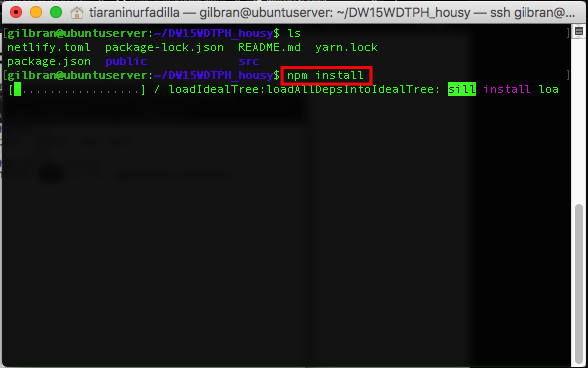 tiaraninurfadilla — gilbran@ubuntuserver: ~/DW15WDTPH_housy — ssh gilbran@...
[gilbran@ubuntuserver:~/DW15WDTPH_housy$ ls
netlify.toml package-lock.json README.md yarn.lock
package.json public src
[gilbran@ubuntuserver:~/DW15WDTPH_housy$ npm install
[ .................] / loadIdealTree:loadAllDepsIntoIdealTree: sill install loa